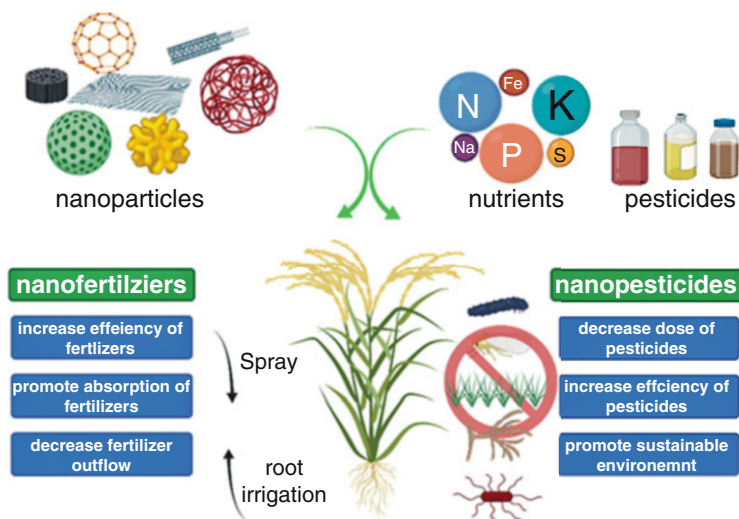 nanoparticles
N
Fe
K
Na
P
S
nutrients
pesticides
nanofertilziers
increase effeiency of
fertlizers
promote absorption of
fertilizers
decrease fertilizer
outflow
Spray
root
irrigation
nanopesticides
decrease dose of
pesticides
increase effciency of
pesticides
promote sustainable
environemnt